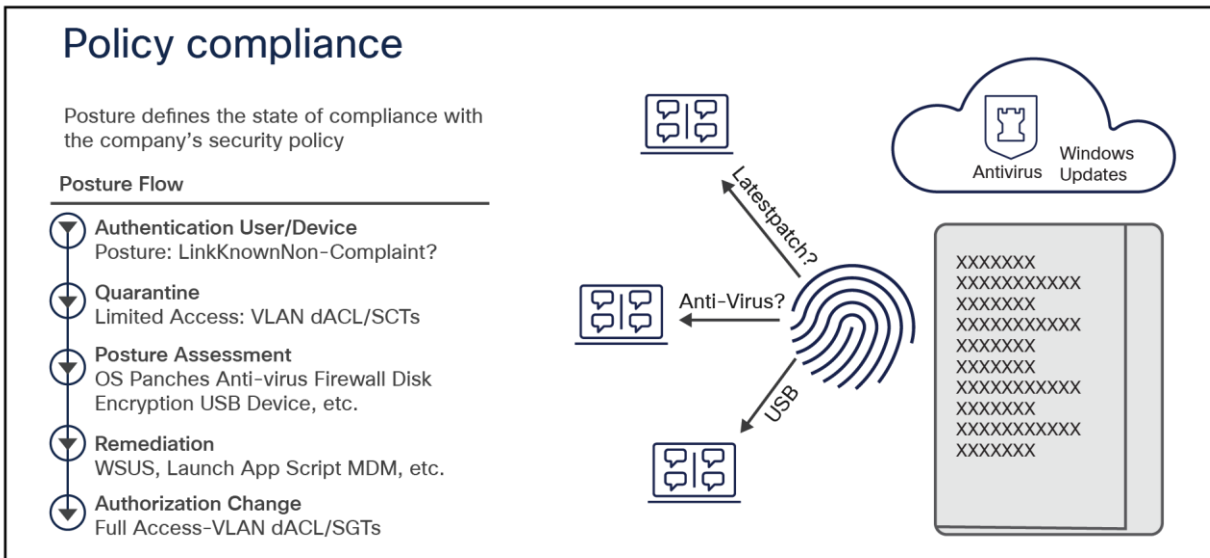 Policy compliance
Posture defines the state of compliance with
the company's security policy
Posture Flow
Authentication User/Device
Posture: LinkKnownNon-Complaint?
Quarantine
Limited Access: VLAN dACL/SCTs
Posture Assessment
OS Panches Anti-virus Firewall Disk
Encryption USB Device, etc.
Remediation
WSUS, Launch App Script MDM, etc.
Authorization Change
Full Access-VLAN dACL/SGTs
Latestpatch?
Anti-Virus?
USB
Antivirus
Windows
Updates
XXXXXXX
XXXXXXXXXXX
XXXXXXX
XXXXXXXXXXX
XXXXXXX
XXXXXXX
XXXXXXXXXXX
XXXXXXX
XXXXXXXXXXX
XXXXXXX